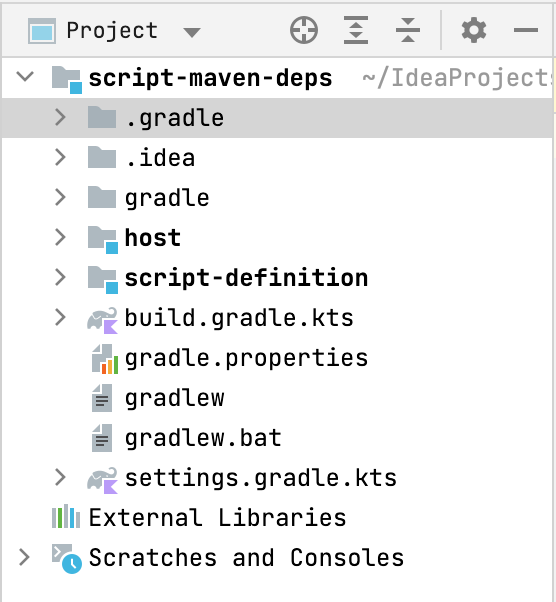 Project
script-maven-deps ~/IdeaProjects
.gradle
.idea
gradle
host
script-definition
build.gradle.kts
gradle.properties
gradlew
gradlew.bat
settings.gradle.kts
External Libraries
Scratches and Consoles